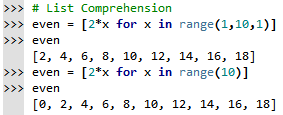 >>> # List Comprehension
>>> even = [2*x for x in range(1,10,1)]
>>> even
[2, 4, 6, 8, 10, 12, 14, 16, 18]
>>> even = [2*x for x in range(10)]
>>> even
[0, 2, 4, 6, 8, 10, 12, 14, 16, 18]